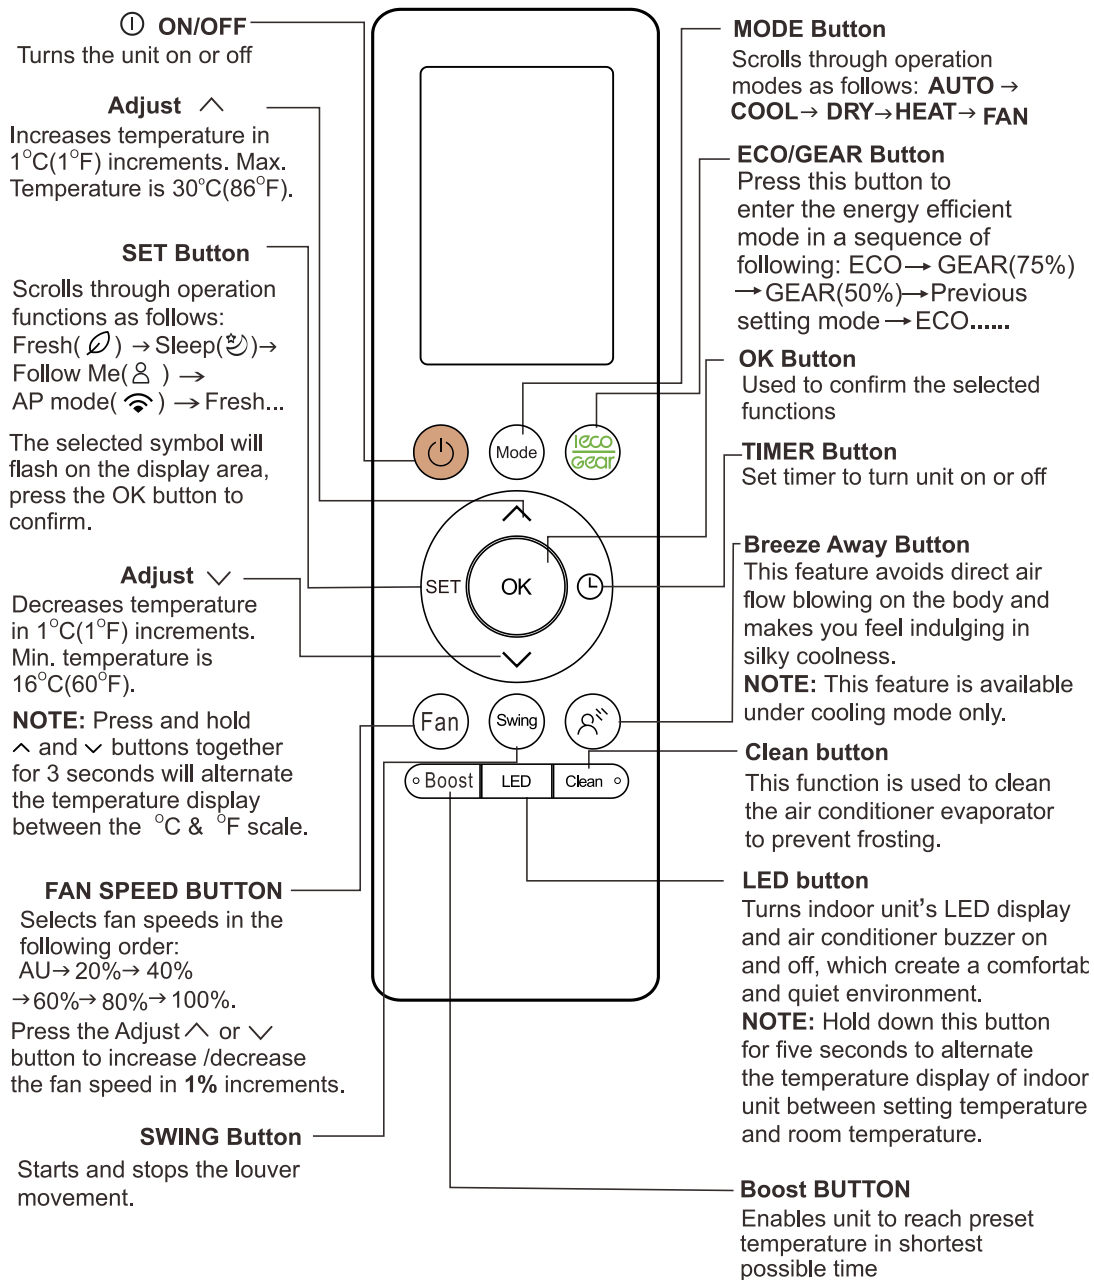 ON/OFF
Turns the unit on or off
Adjust ︿
Increases temperature in
1°C(1°F) increments. Max.
Temperature is 30°C(86°F).
SET Button
Scrolls through operation
functions as follows:
Fresh( ) → Sleep( )→
Follow Me( ) →
AP mode( ) → Fresh...
The selected symbol will
flash on the display area,
press the OK button to
confirm.
Adjust ﹀
Decreases temperature
in 1°C(1°F) increments.
Min. temperature is
16°C(60°F).
NOTE: Press and hold
︿ and ﹀ buttons together
for 3 seconds will alternate
the temperature display
between the °C & °F scale.
FAN SPEED BUTTON
Selects fan speeds in the
following order:
AU→ 20%→ 40%
→60%→ 80%→100%.
Press the Adjust ︿ or ﹀
button to increase /decrease
the fan speed in 1% increments.
SWING Button
Starts and stops the louver
movement.
Mode
ieco
Gear
SET
OK
Fan
Swing
Boost
LED
Clean
MODE Button
Scrolls through operation
modes as follows: AUTO →
COOL→ DRY→HEAT→ FAN
ECO/GEAR Button
Press this button to
enter the energy efficient
mode in a sequence of
following: ECO→ GEAR(75%)
→GEAR(50%)→Previous
setting mode →ECO......
OK Button
Used to confirm the selected
functions
TIMER Button
Set timer to turn unit on or off
Breeze Away Button
This feature avoids direct air
flow blowing on the body and
makes you feel indulging in
silky coolness.
NOTE: This feature is available
under cooling mode only.
Clean button
This function is used to clean
the air conditioner evaporator
to prevent frosting.
LED button
Turns indoor unit's LED display
and air conditioner buzzer on
and off, which create a comfortab
and quiet environment.
NOTE: Hold down this button
for five seconds to alternate
the temperature display of indoor
unit between setting temperature
and room temperature.
Boost BUTTON
Enables unit to reach preset
temperature in shortest
possible time